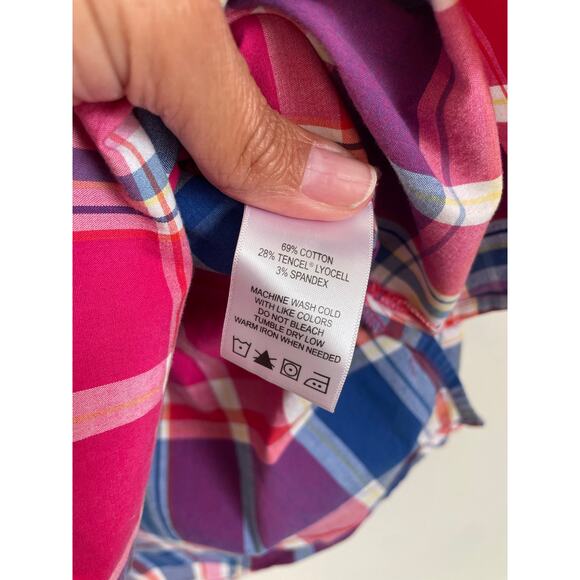 69% COTTON
28% TENCEL® LYOCELL
3% SPANDEX
MACHINE WASH COLD
WITH LIKE COLORS
DO NOT BLEACH
TUMBLE DRY LOW
WARM IRON WHEN NEEDED